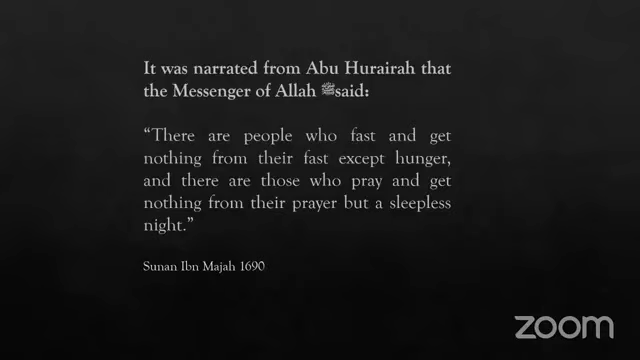 It was narrated from Abu Hurairah that
the Messenger of Allah ﷺsaid:
“There are people who fast and get
nothing from their fast except hunger,
and there are those who pray and get
nothing from their prayer but a sleepless
night.”
Sunan Ibn Majah 1690
zoom